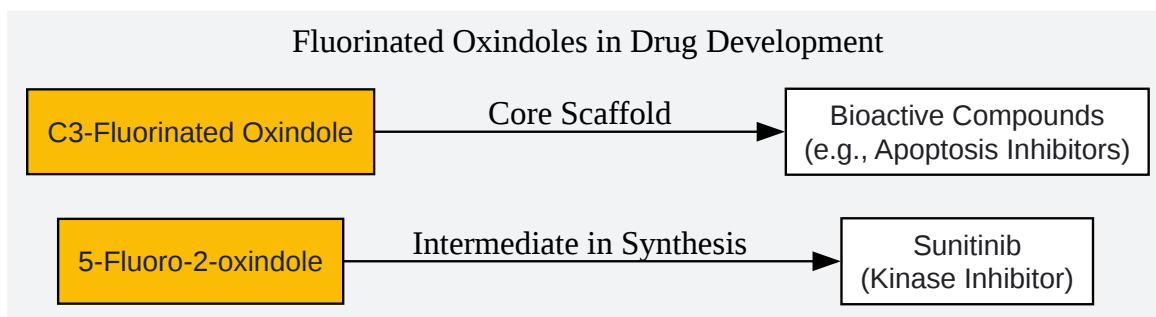 Fluorinated Oxindoles in Drug Development
C3-Fluorinated Oxindole
Core Scaffold
Bioactive Compounds
(e.g., Apoptosis Inhibitors)
5-Fluoro-2-oxindole
Intermediate in Synthesis
Sunitinib
(Kinase Inhibitor)